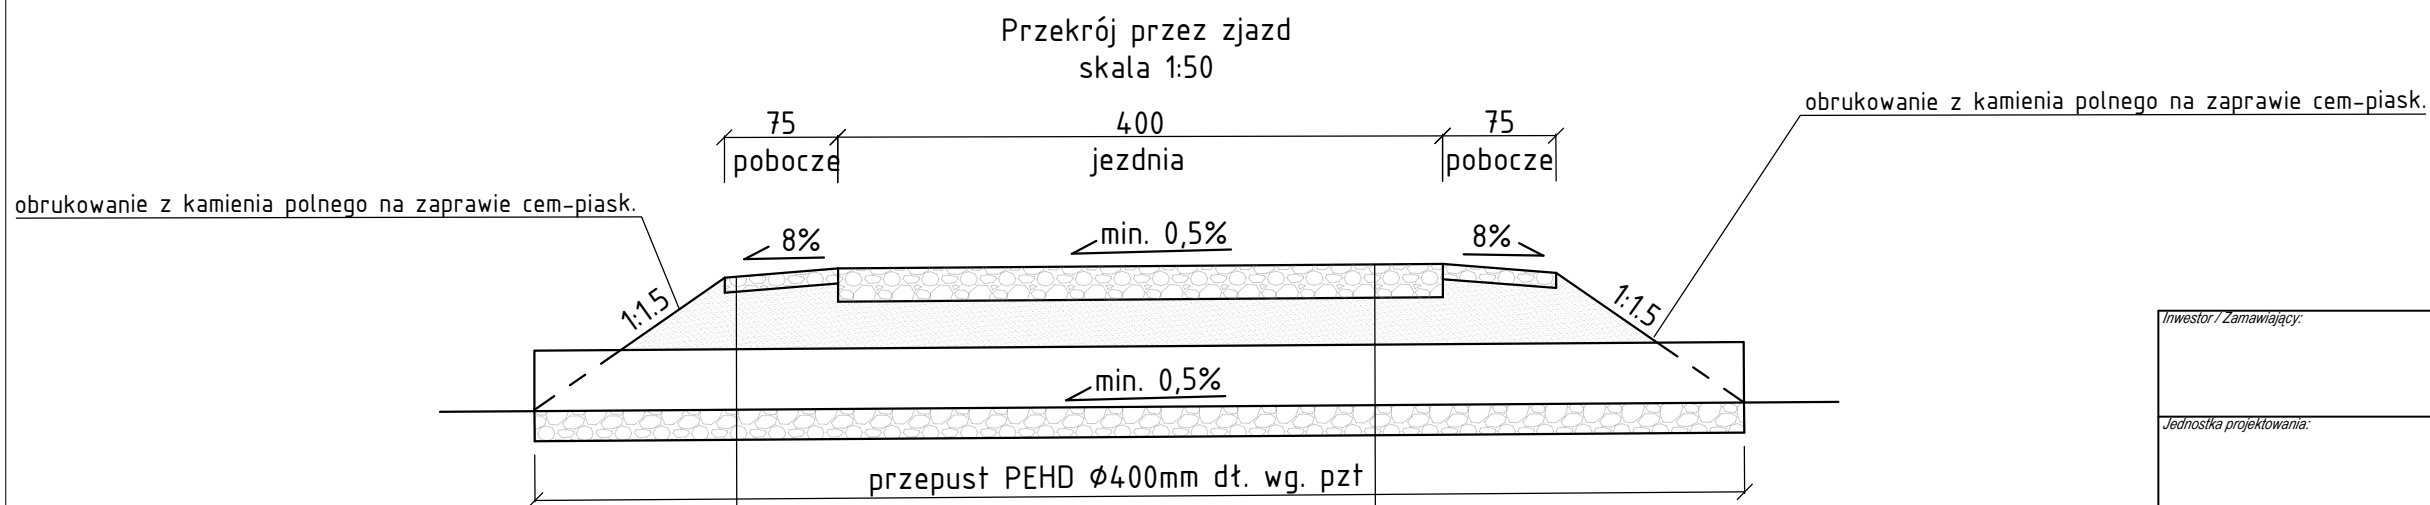 Przekrój przez zjazd
skala 1:50
obrukowanie z kamienia polnego na zaprawie cem-piask.
75
400
75
pobocze
jezdnia
pobocze
obrukowanie z kamienia polnego na zaprawie cem-piask.
8%
min. 0,5%
8%
1:1.5
1:1.5
Inwestor / Zamawiający:
min. 0,5%
Jednostka projektowania:
przepust PEHD Ø400mm dł. wg. pzt